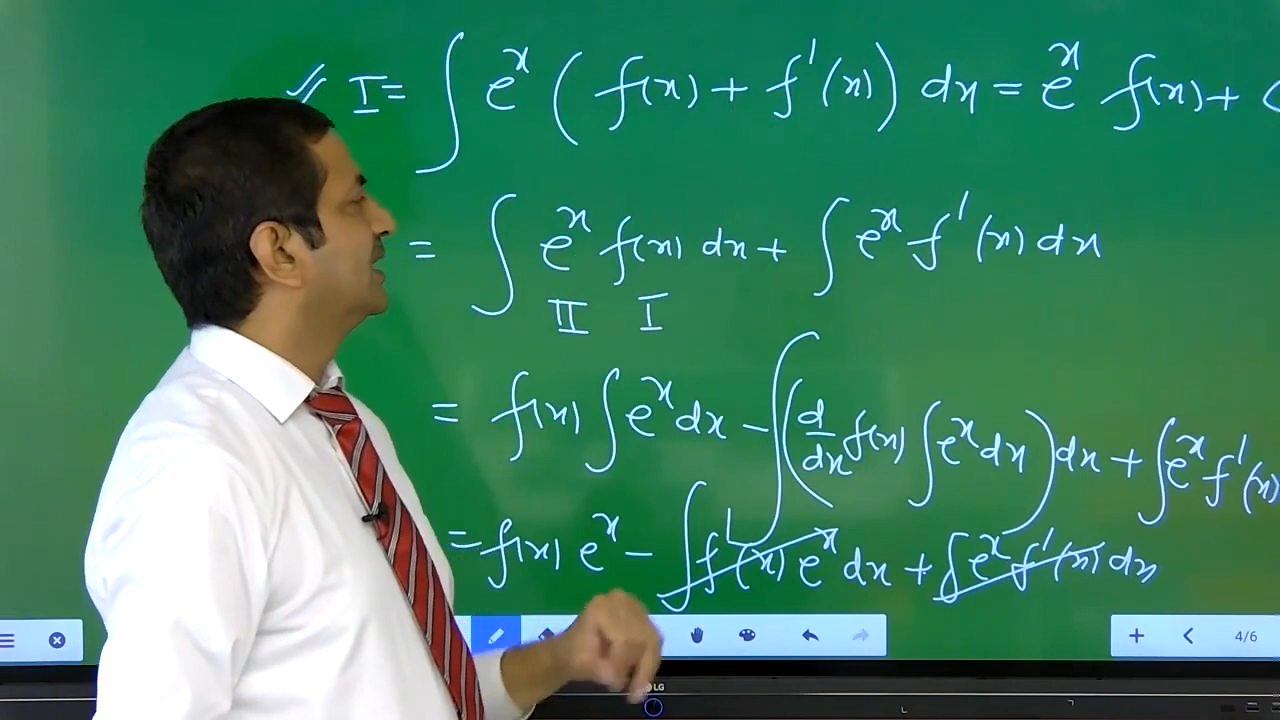 I = ∫ eˣ ( f(x) + f'(x) ) dx = eˣ f(x) + C
= ∫ eˣ f(x) dx + ∫ eˣ f'(x) dx
II I
= f(x) ∫ eˣ dx - ∫ ( d/dx f(x) ∫ eˣ dx ) dx + ∫ eˣ f'(x)
= f(x) eˣ - ∫ f'(x) eˣ dx + ∫ eˣ f'(x) dx
4/6
LG